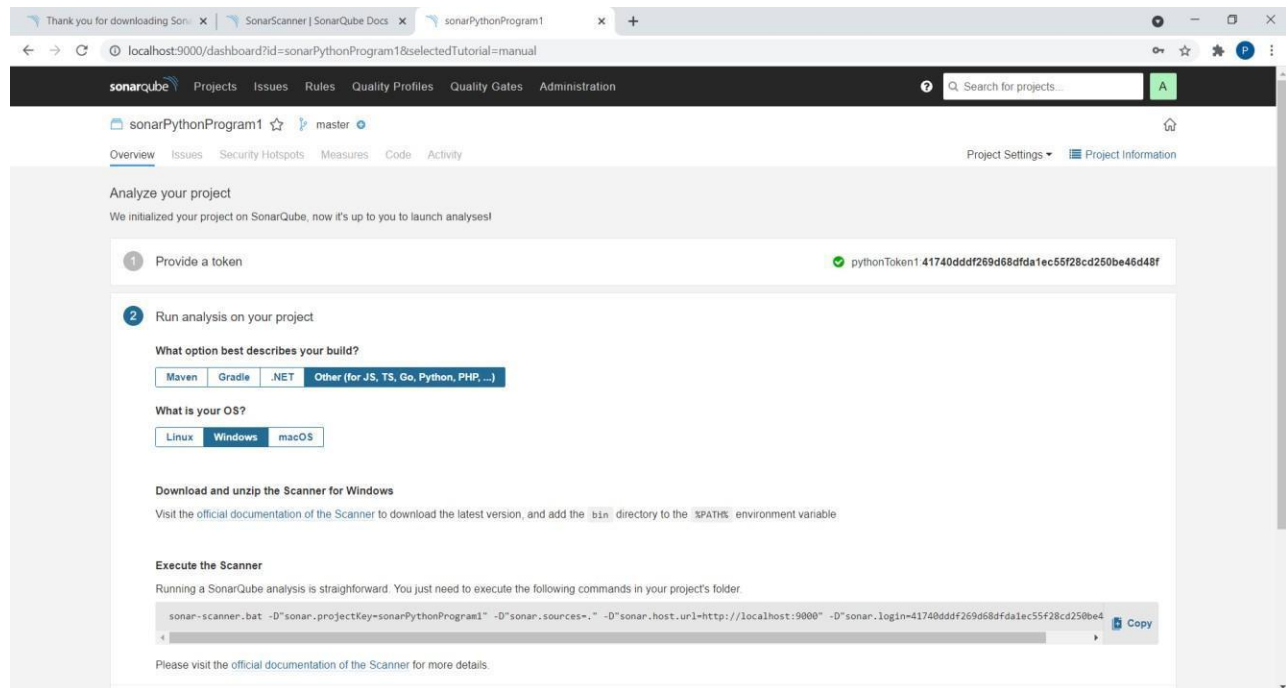 Thank you for downloading Son
SonarScanner | SonarQube Docs
sonarPythonProgram1
localhost:9000/dashboard?id=sonarPythonProgram1&selectedTutorial=manual
P
sonarqube Projects Issues Rules Quality Profiles Quality Gates Administration
? Search for projects... A
sonarPythonProgram1 master
Overview Issues Security Hotspots Measures Code Activity
Project Settings Project Information
Analyze your project
We initialized your project on SonarQube, now it's up to you to launch analyses!
1 Provide a token
pythonToken1:41740dddf269d68dfda1ec55f28cd250be46d48f
2 Run analysis on your project
What option best describes your build?
Maven Gradle .NET Other (for JS, TS, Go, Python, PHP, ...)
What is your OS?
Linux Windows macOS
Download and unzip the Scanner for Windows
Visit the official documentation of the Scanner to download the latest version, and add the bin directory to the %PATH% environment variable
Execute the Scanner
Running a SonarQube analysis is straighforward. You just need to execute the following commands in your project's folder.
sonar-scanner.bat -D"sonar.projectKey=sonarPythonProgram1" -D"sonar.sources=." -D"sonar.host.url=http://localhost:9000" -D"sonar.login=41740dddf269d68dfda1ec55f28cd250be4
Copy
Please visit the official documentation of the Scanner for more details.